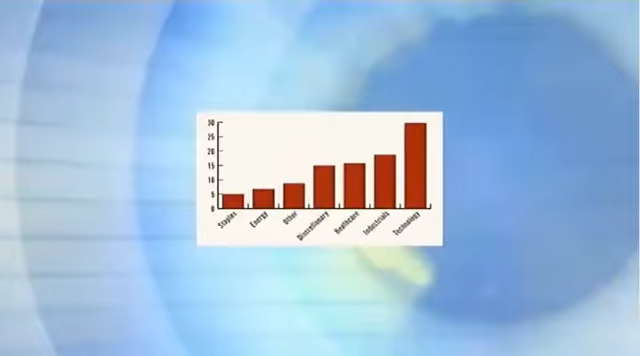 30
25
20
15
10
5
0
Staples
Energy
Other
Discretionary
Healthcare
Industrials
Technology